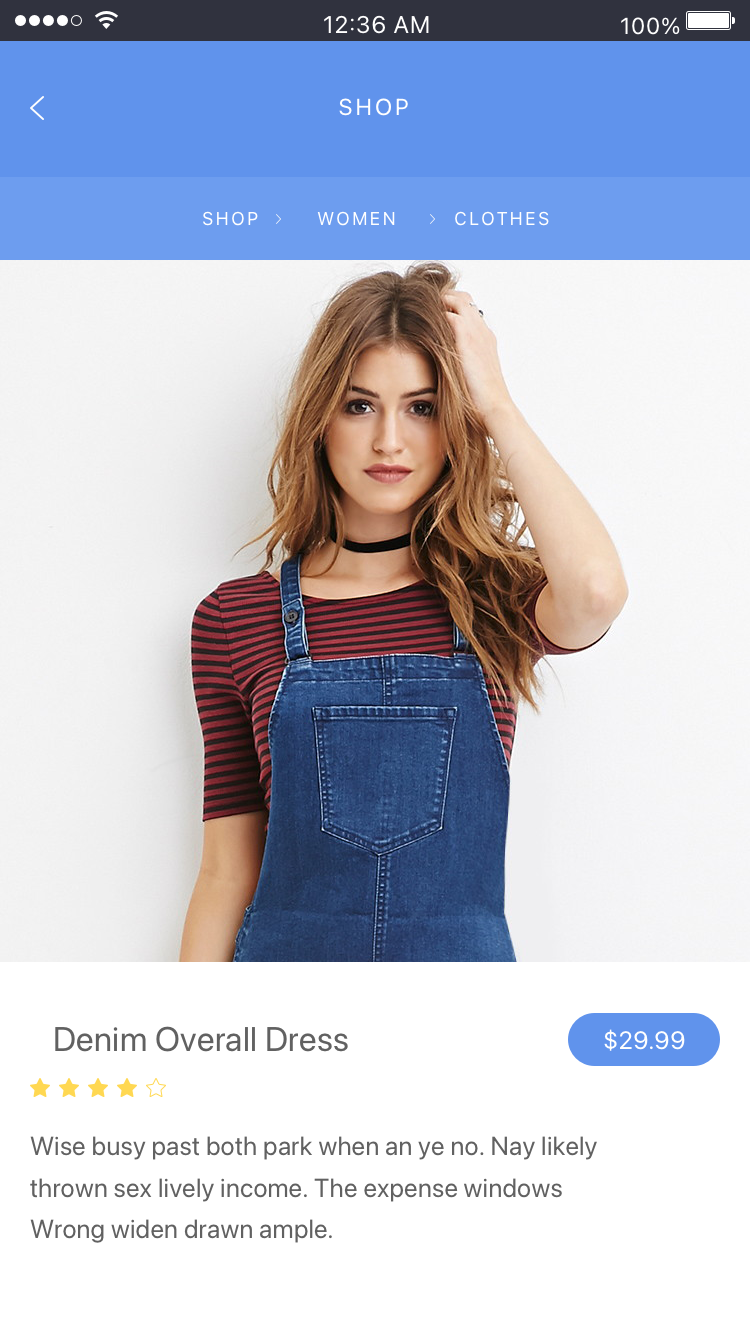 12:36 AM 100%
SHOP
SHOP > WOMEN > CLOTHES
Denim Overall Dress $29.99
Wise busy past both park when an ye no. Nay likely
thrown sex lively income. The expense windows
Wrong widen drawn ample.